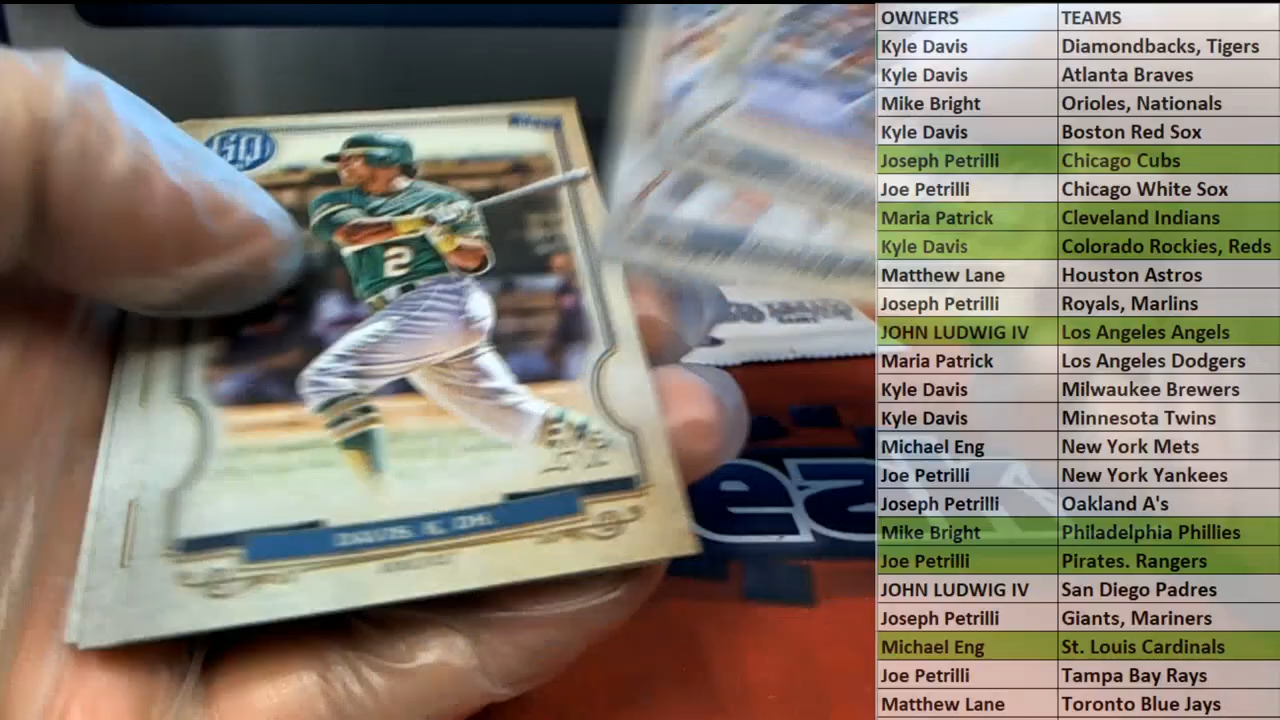 OWNERS TEAMS
Kyle Davis Diamondbacks, Tigers
Kyle Davis Atlanta Braves
Mike Bright Orioles, Nationals
Kyle Davis Boston Red Sox
Joseph Petrilli Chicago Cubs
Joe Petrilli Chicago White Sox
Maria Patrick Cleveland Indians
Kyle Davis Colorado Rockies, Reds
Matthew Lane Houston Astros
Joseph Petrilli Royals, Marlins
JOHN LUDWIG IV Los Angeles Angels
Maria Patrick Los Angeles Dodgers
Kyle Davis Milwaukee Brewers
Kyle Davis Minnesota Twins
Michael Eng New York Mets
Joe Petrilli New York Yankees
Joseph Petrilli Oakland A's
Mike Bright Philadelphia Phillies
Joe Petrilli Pirates. Rangers
JOHN LUDWIG IV San Diego Padres
Joseph Petrilli Giants, Mariners
Michael Eng St. Louis Cardinals
Joe Petrilli Tampa Bay Rays
Matthew Lane Toronto Blue Jays
GQ
2
DAVIS, K. DH.